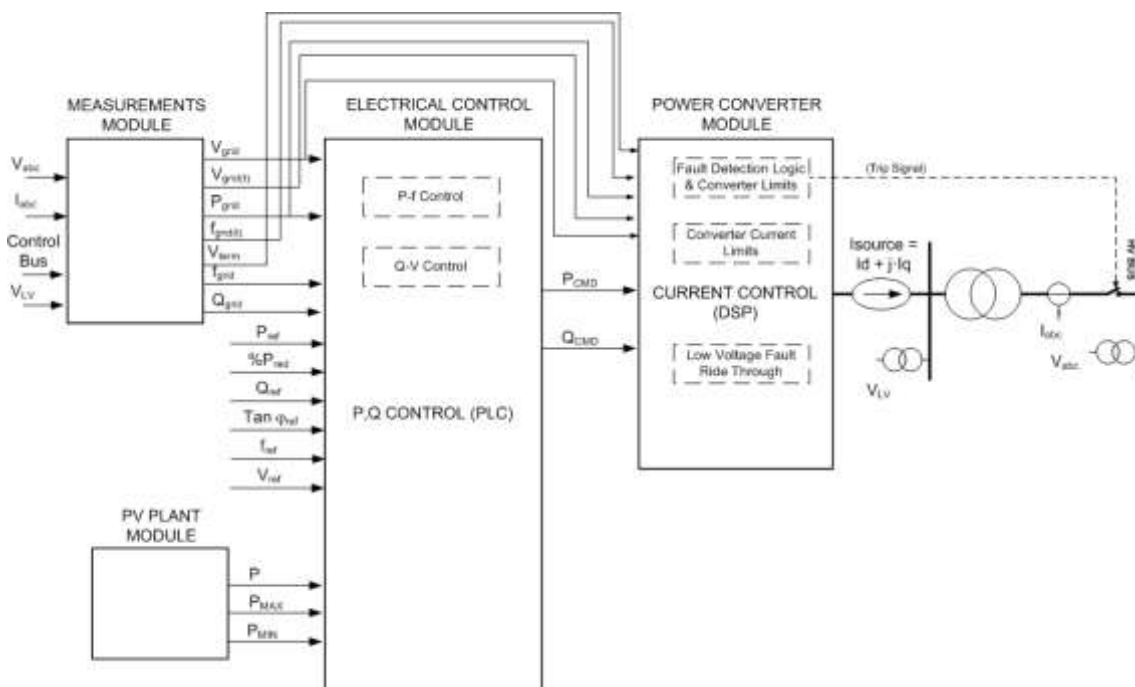 MEASUREMENTS
MODULE
ELECTRICAL CONTROL
MODULE
POWER CONVERTER
MODULE
Vabc
Iabc
Control
Bus
VLV
Vgrid
Vgrid(t)
Pgrid
fgrid(t)
Vterm
fgrid
Qgrid
Pref
%Pred
Qref
Tan φref
fref
Vref
P-f Control
Q-V Control
P,Q CONTROL (PLC)
PCMD
QCMD
Fault Detection Logic
& Converter Limits
Converter Current
Limits
CURRENT CONTROL
(DSP)
Low Voltage Fault
Ride Through
(Trip Signal)
Isource =
Id + j·Iq
VLV
Iabc
Vabc
HV BUS
PV PLANT
MODULE
P
PMAX
PMIN